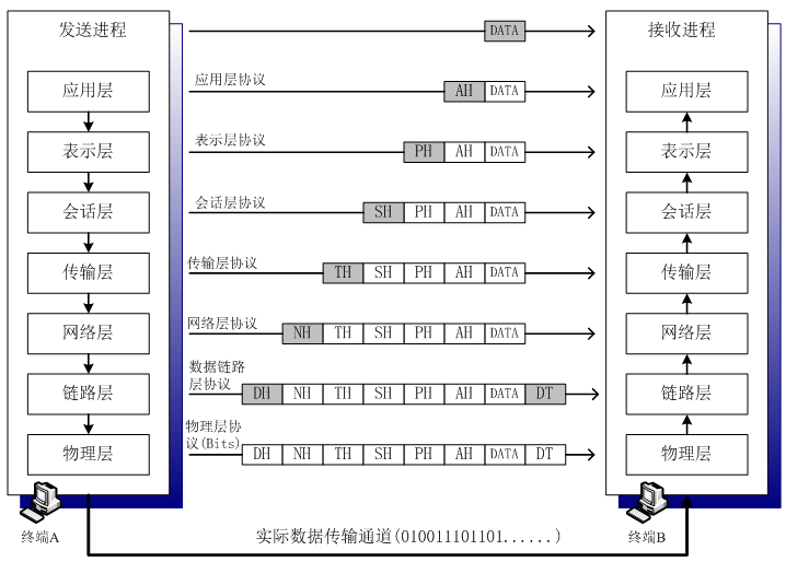 发送进程
DATA
接收进程
应用层
应用层协议
AH DATA
应用层
表示层
表示层协议
PH AH DATA
表示层
会话层
会话层协议
SH PH AH DATA
会话层
传输层
传输层协议
TH SH PH AH DATA
传输层
网络层
网络层协议
NH TH SH PH AH DATA
网络层
链路层
数据链路
层协议
DH NH TH SH PH AH DATA DT
链路层
物理层
物理层协
议(Bits)
DH NH TH SH PH AH DATA DT
物理层
终端A
实际数据传输通道(010011101101......)
终端B